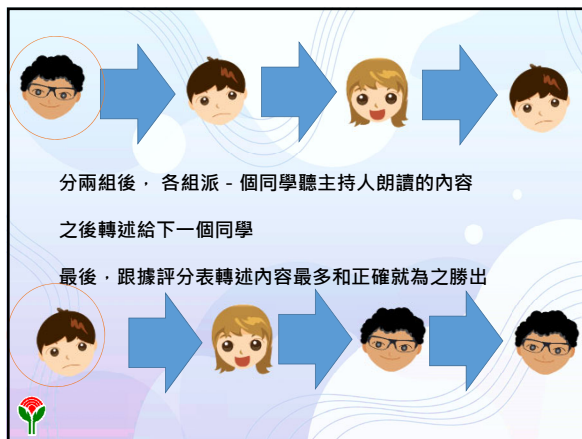 分兩組後， 各組派 - 個同學聽主持人朗讀的內容
之後轉述給下一個同學
最後，跟據評分表轉述內容最多和正確就為之勝出